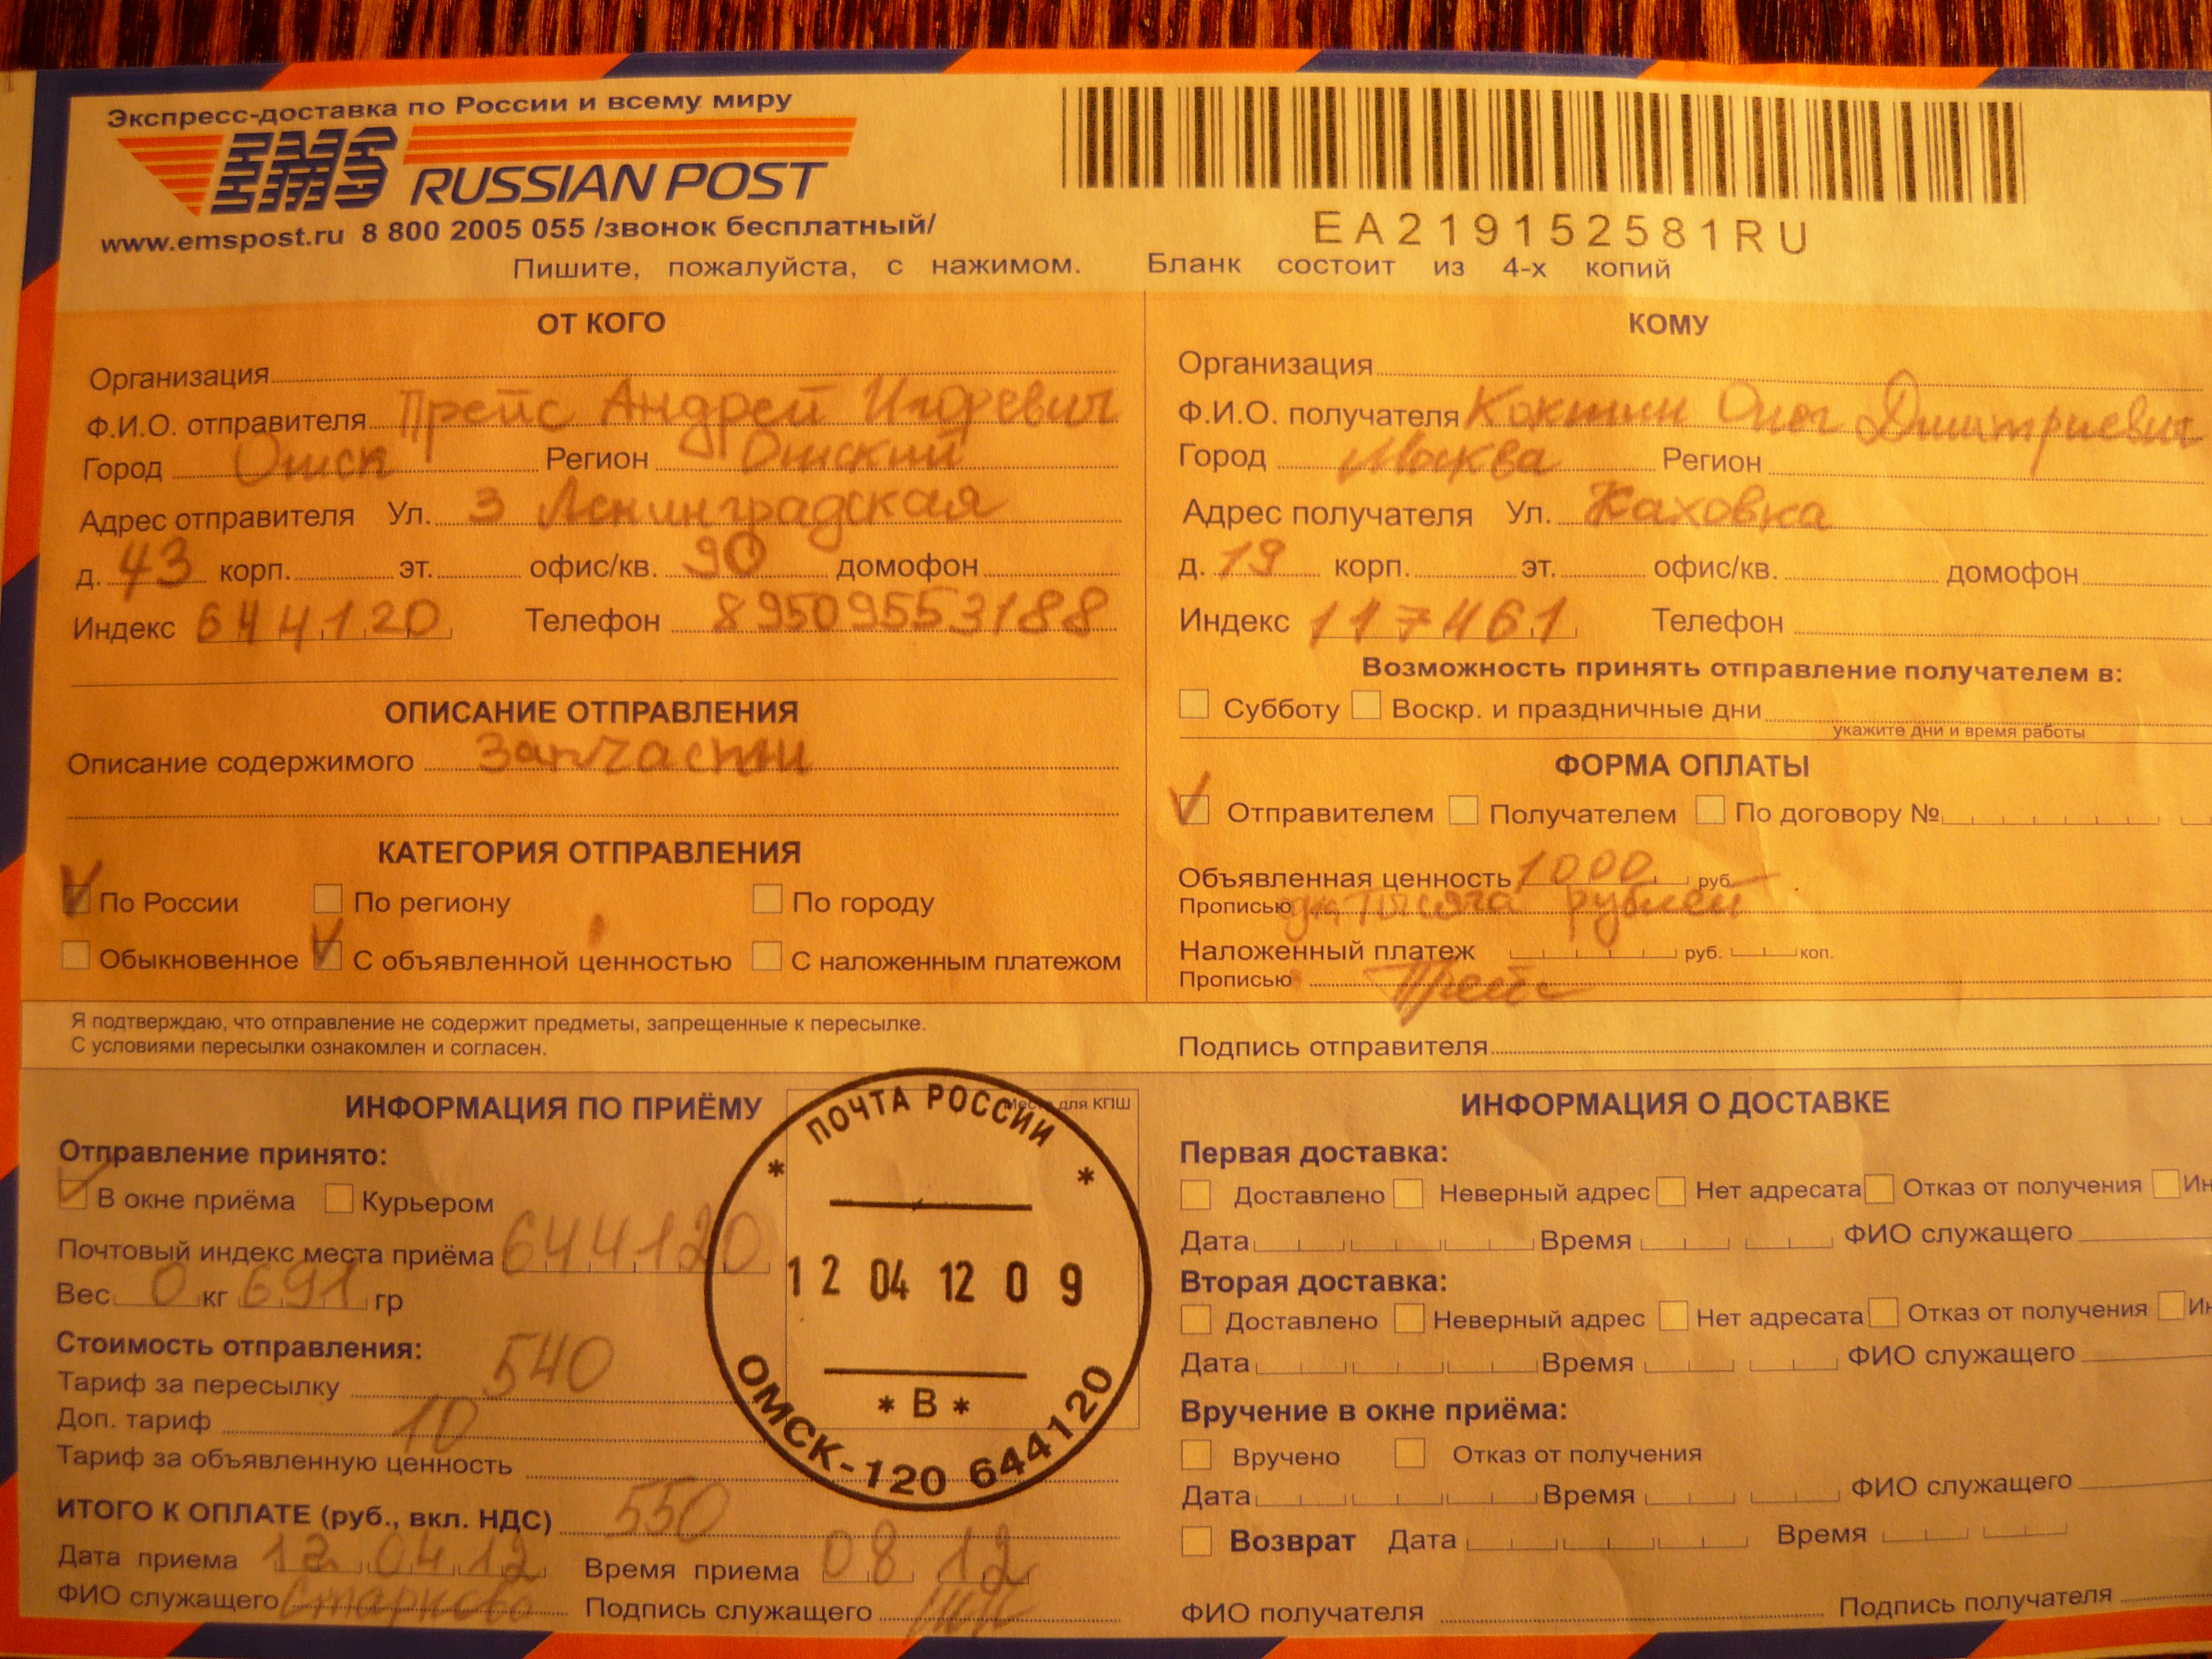 Экспресс-доставка по России и всему миру
EMS RUSSIAN POST
www.emspost.ru 8 800 2005 055 /звонок бесплатный/
EA219152581RU
Пишите, пожалуйста, с нажимом. Бланк состоит из 4-х копий
ОТ КОГО
Организация
Ф.И.О. отправителя Прейс Андрей Игоревич
Город Омск Регион Омский
Адрес отправителя Ул. 3 Ленинградская
д. 43 корп. эт. офис/кв. 90 домофон
Индекс 644120 Телефон 89509553188
ОПИСАНИЕ ОТПРАВЛЕНИЯ
Описание содержимого Запчасти
КАТЕГОРИЯ ОТПРАВЛЕНИЯ
По России По региону По городу
Обыкновенное С объявленной ценностью С наложенным платежом
КОМУ
Организация
Ф.И.О. получателя Олег Дмитриевич
Город Москва Регион
Адрес получателя Ул. Каховка
д. 19 корп. эт. офис/кв. домофон
Индекс 117461 Телефон
Возможность принять отправление получателем в:
Субботу Воскр. и праздничные дни
укажите дни и время работы
ФОРМА ОПЛАТЫ
Отправителем Получателем По договору №
Объявленная ценность 1000 руб.
Прописью тысяча рублей
Наложенный платеж руб. коп.
Прописью Прейс
Я подтверждаю, что отправление не содержит предметы, запрещенные к пересылке.
С условиями пересылки ознакомлен и согласен.
Подпись отправителя
ИНФОРМАЦИЯ ПО ПРИЁМУ
Место для КПШ
Отправление принято:
В окне приёма Курьером
Почтовый индекс места приёма 644120
Вес 0 кг 691 гр
Стоимость отправления:
Тариф за пересылку 540
Доп. тариф 10
Тариф за объявленную ценность
ИТОГО К ОПЛАТЕ (руб., вкл. НДС) 550
Дата приема 12 04 12 Время приема 08 12
ФИО служащего Старкова Подпись служащего
ПОЧТА РОССИИ
12 04 12 0 9
* В *
ОМСК-120 644120
ИНФОРМАЦИЯ О ДОСТАВКЕ
Первая доставка:
Доставлено Неверный адрес Нет адресата Отказ от получения Ин
Дата Время ФИО служащего
Вторая доставка:
Доставлено Неверный адрес Нет адресата Отказ от получения Ин
Дата Время ФИО служащего
Вручение в окне приёма:
Вручено Отказ от получения
Дата Время ФИО служащего
Возврат Дата Время
ФИО получателя Подпись получателя